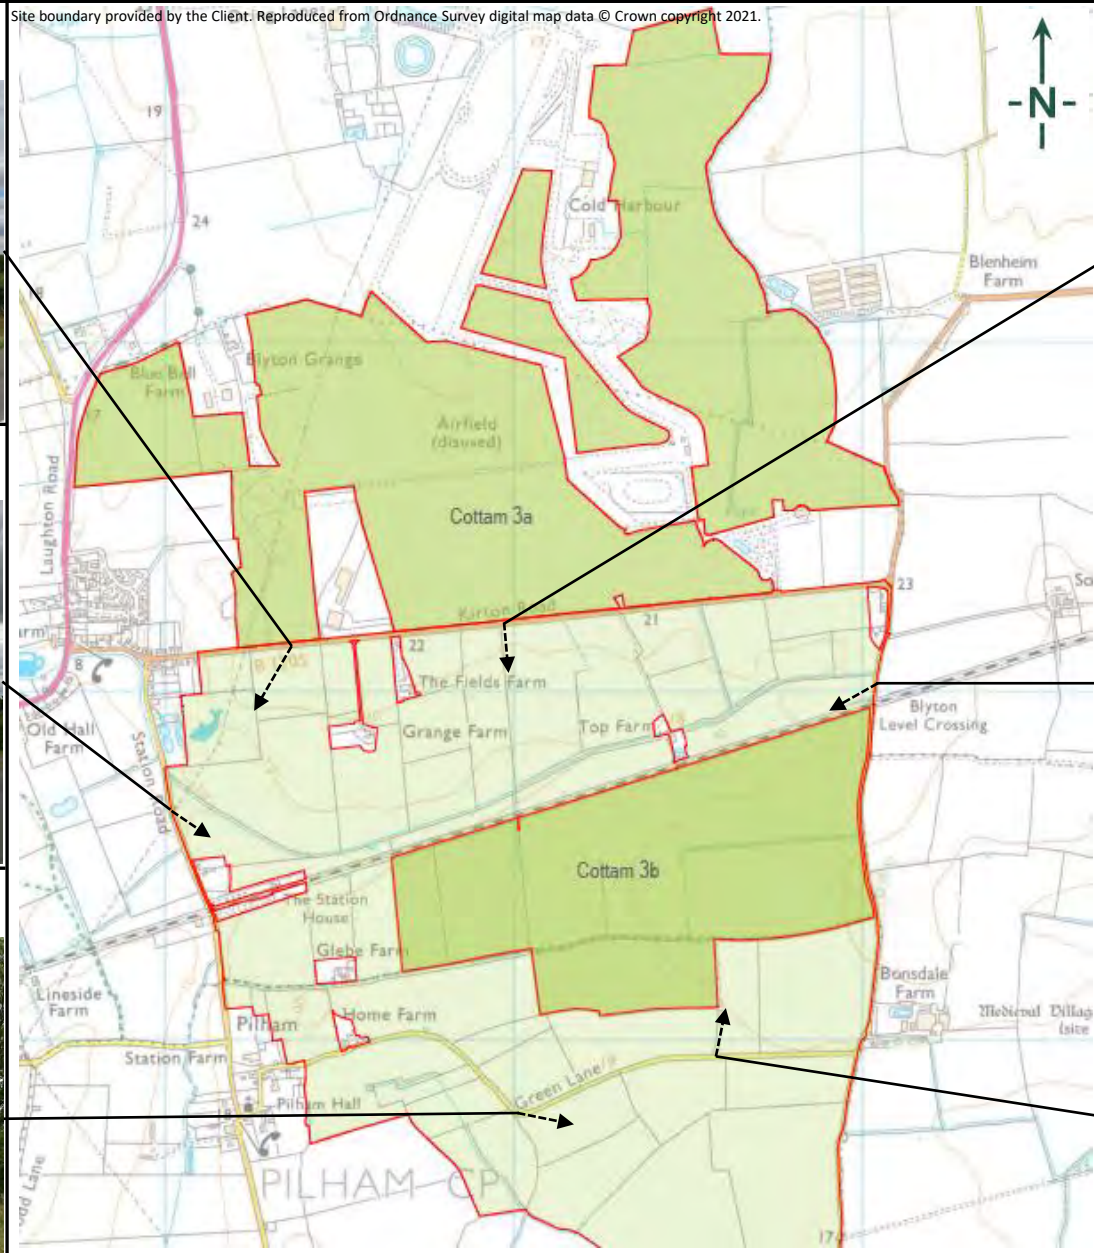 Site boundary provided by the Client. Reproduced from Ordnance Survey digital map data © Crown copyright 2021.
-N-
19
24
Cold Harbour
Blenheim
Farm
Blyton Grange
Blue Ball
Farm
17
Airfield
(disused)
Laughton Road
Cottam 3a
Kirton Road
23
21
22
B
The Fields Farm
8
Old Hall
Farm
Grange Farm
Top Farm
Blyton
Level Crossing
Station Road
Cottam 3b
The Station
House
Glebe Farm
Lineside
Farm
Bonsdale
Farm
Medieval Village
(site
Home Farm
Pilham
Station Farm
Green Lane
Pilham Hall
PILHAM CP
17